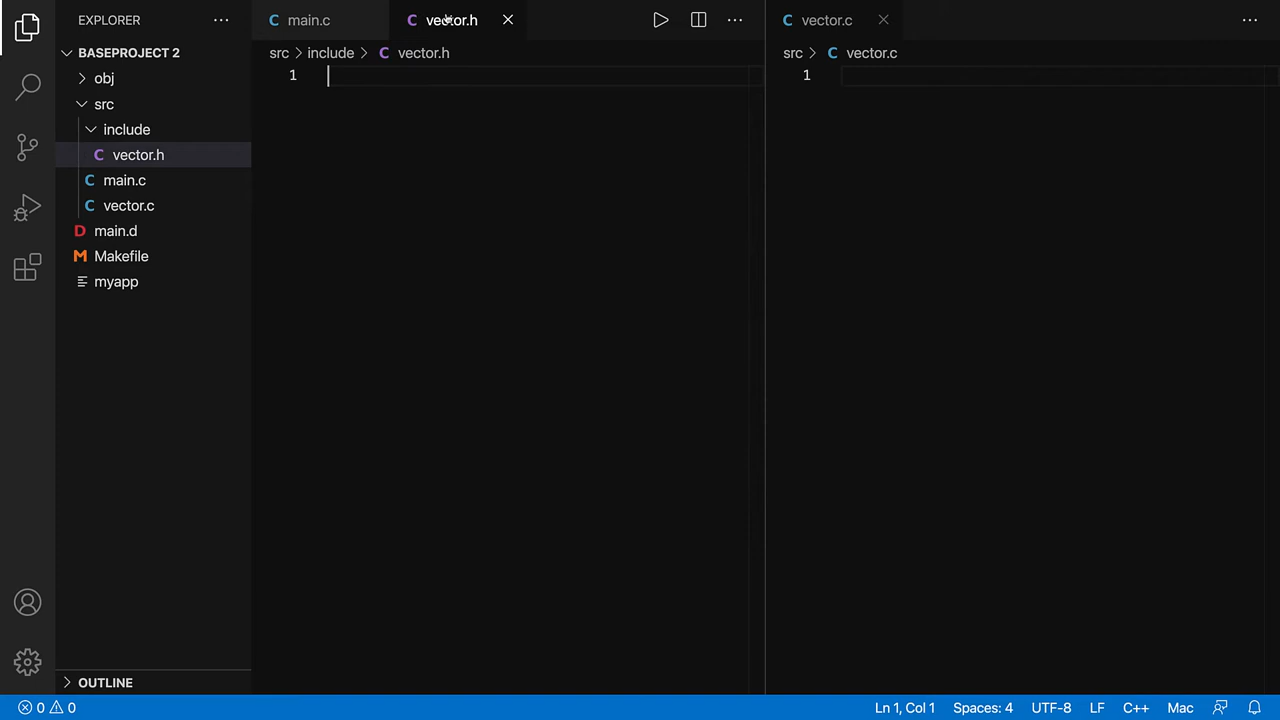 EXPLORER
BASEPROJECT 2
obj
src
include
C vector.h
C main.c
C vector.c
D main.d
M Makefile
myapp
OUTLINE
C main.c
C vector.h
src > include > C vector.h
1
C vector.c
src > C vector.c
1
0 0
Ln 1, Col 1
Spaces: 4
UTF-8
LF
C++
Mac